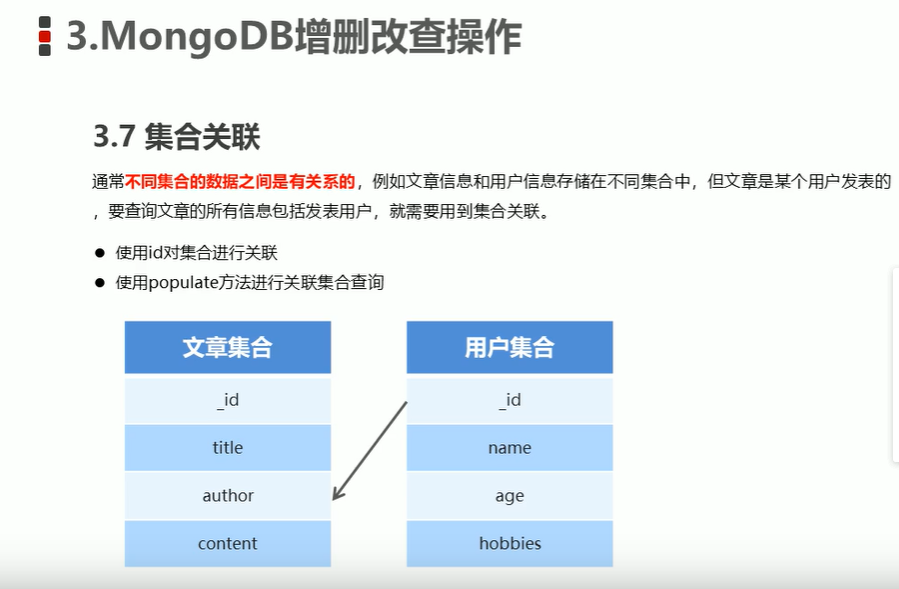 3.MongoDB增删改查操作
3.7 集合关联
通常不同集合的数据之间是有关系的，例如文章信息和用户信息存储在不同集合中，但文章是某个用户发表的
，要查询文章的所有信息包括发表用户，就需要用到集合关联。
● 使用id对集合进行关联
● 使用populate方法进行关联集合查询
文章集合
_id
title
author
content
用户集合
_id
name
age
hobbies